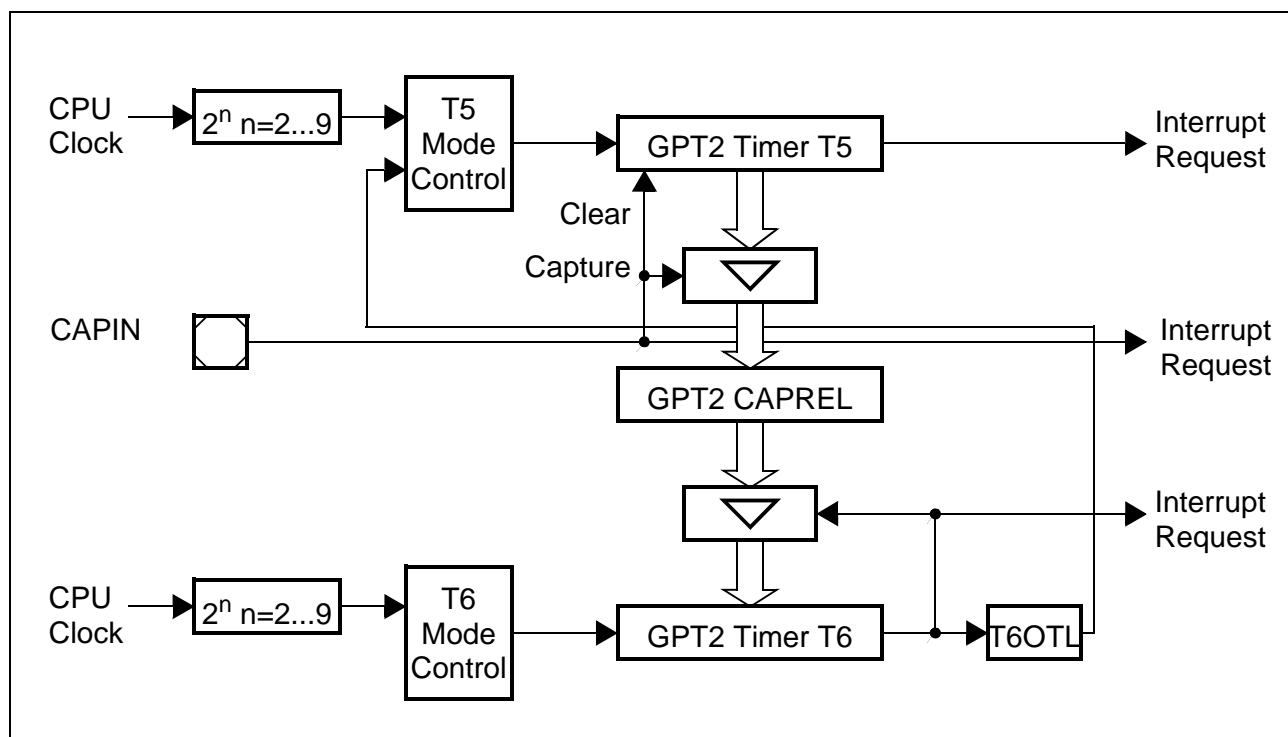 CPU
Clock
2ⁿ n=2...9
T5
Mode
Control
GPT2 Timer T5
Interrupt
Request
Clear
Capture
CAPIN
Interrupt
Request
GPT2 CAPREL
Interrupt
Request
CPU
Clock
2ⁿ n=2...9
T6
Mode
Control
GPT2 Timer T6
T6OTL